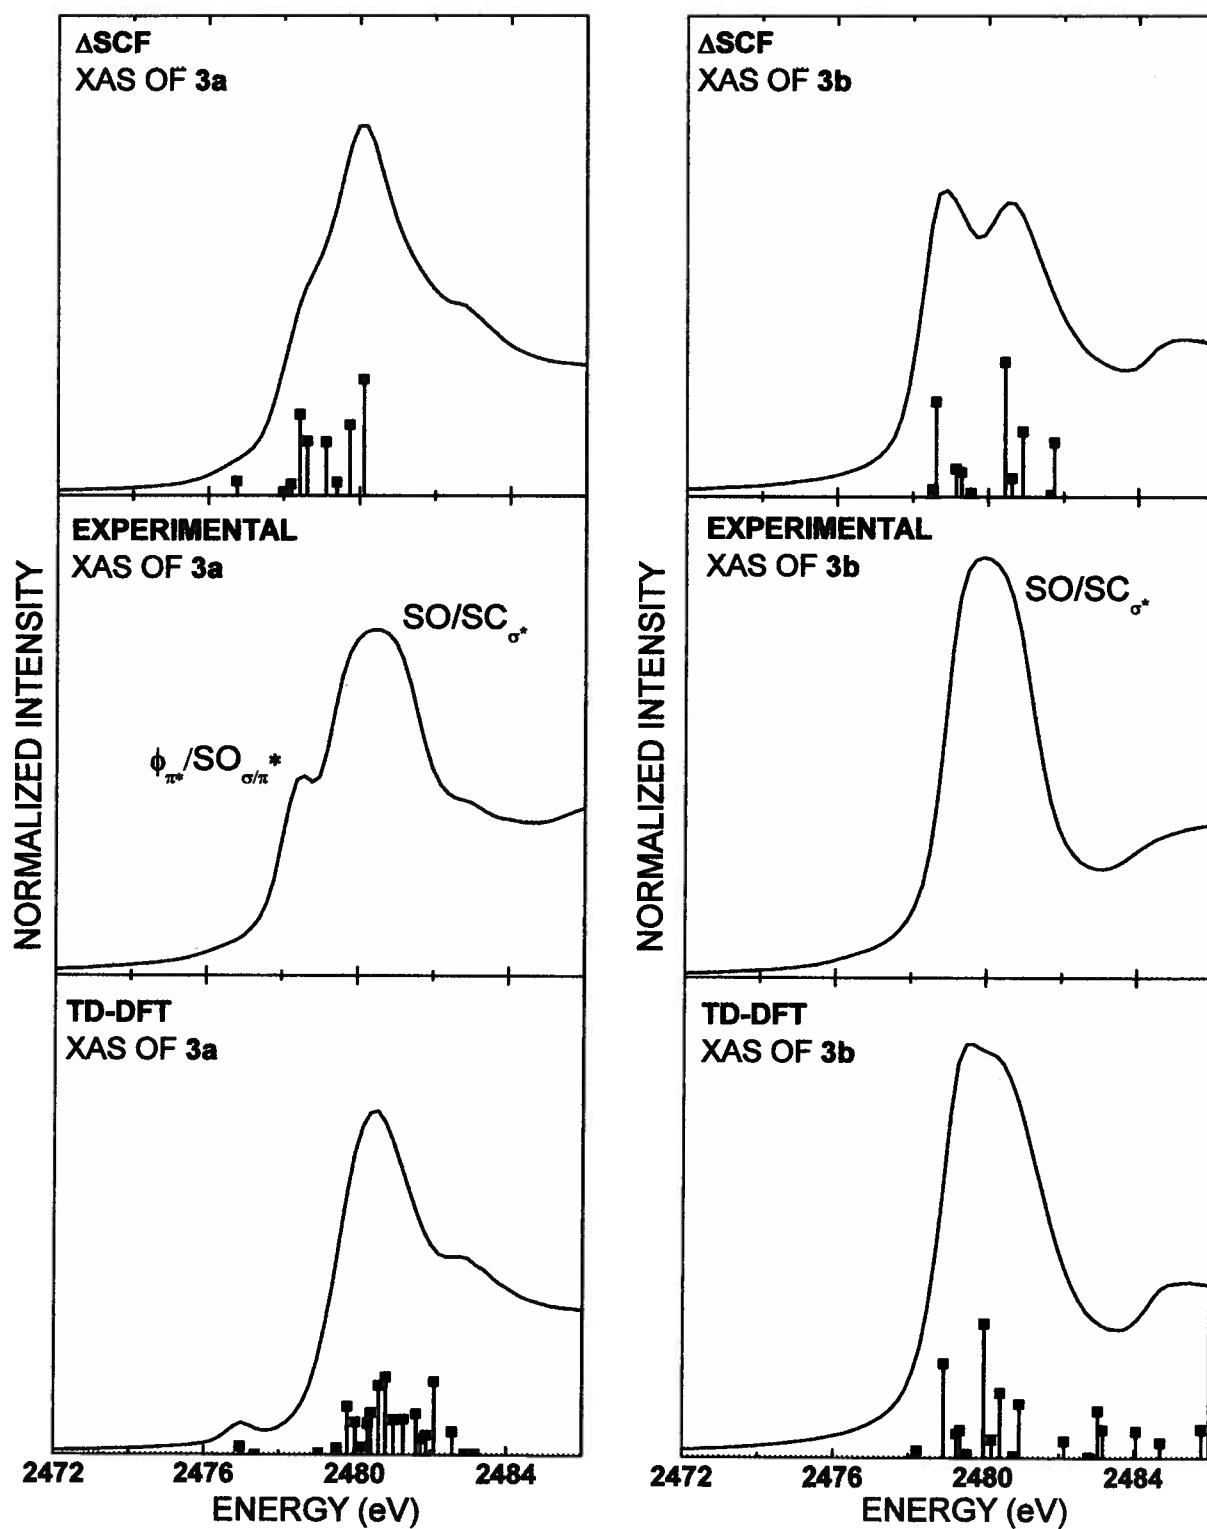 ΔSCF
XAS OF 3a
EXPERIMENTAL
XAS OF 3a
SO/SCσ*
ϕπ*/SOσ/π*
TD-DFT
XAS OF 3a
NORMALIZED INTENSITY
2472 2476 2480 2484
ENERGY (eV)
ΔSCF
XAS OF 3b
EXPERIMENTAL
XAS OF 3b
SO/SCσ*
TD-DFT
XAS OF 3b
NORMALIZED INTENSITY
2472 2476 2480 2484
ENERGY (eV)